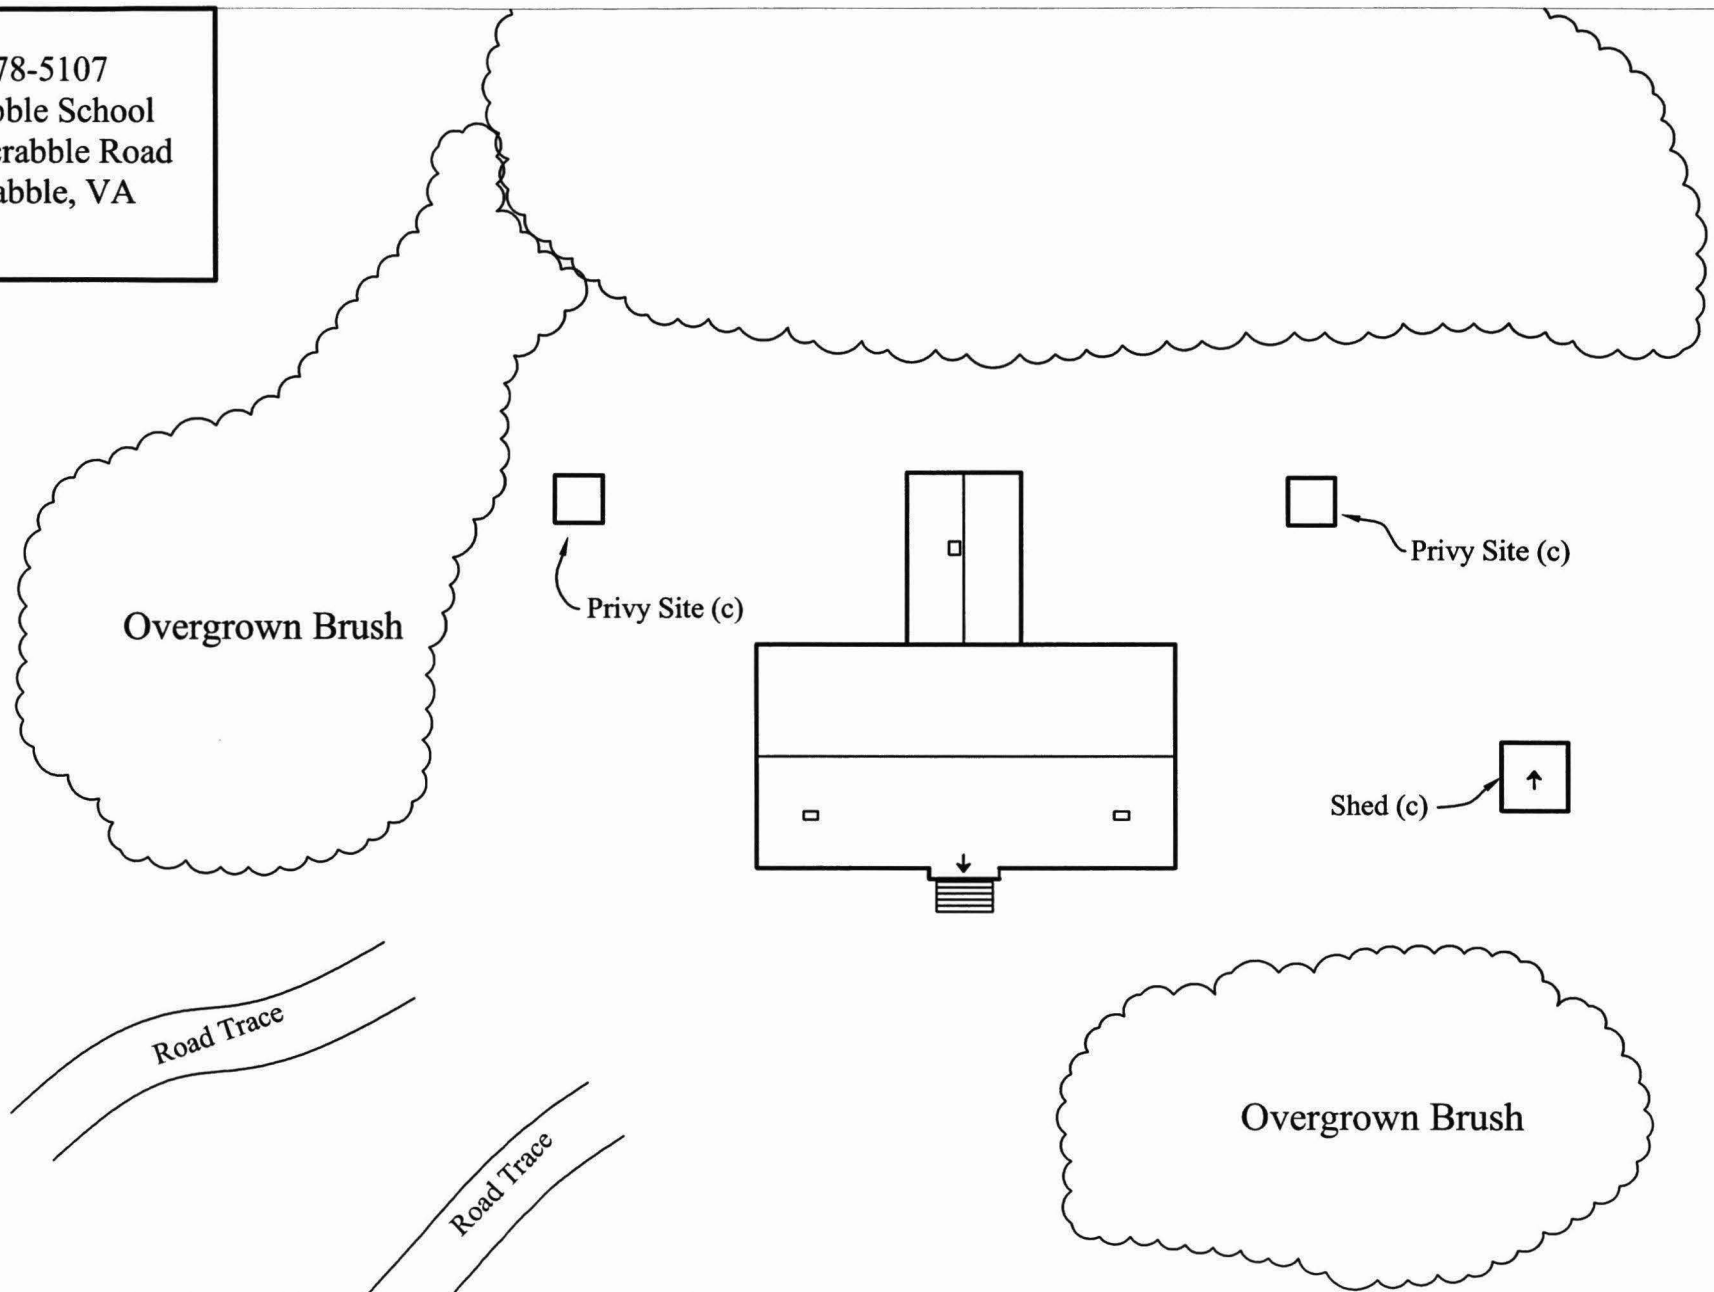 78-5107
bble School
crabble Road
abble, VA
Privy Site (c)
Privy Site (c)
Overgrown Brush
Shed (c)
Road Trace
Road Trace
Overgrown Brush